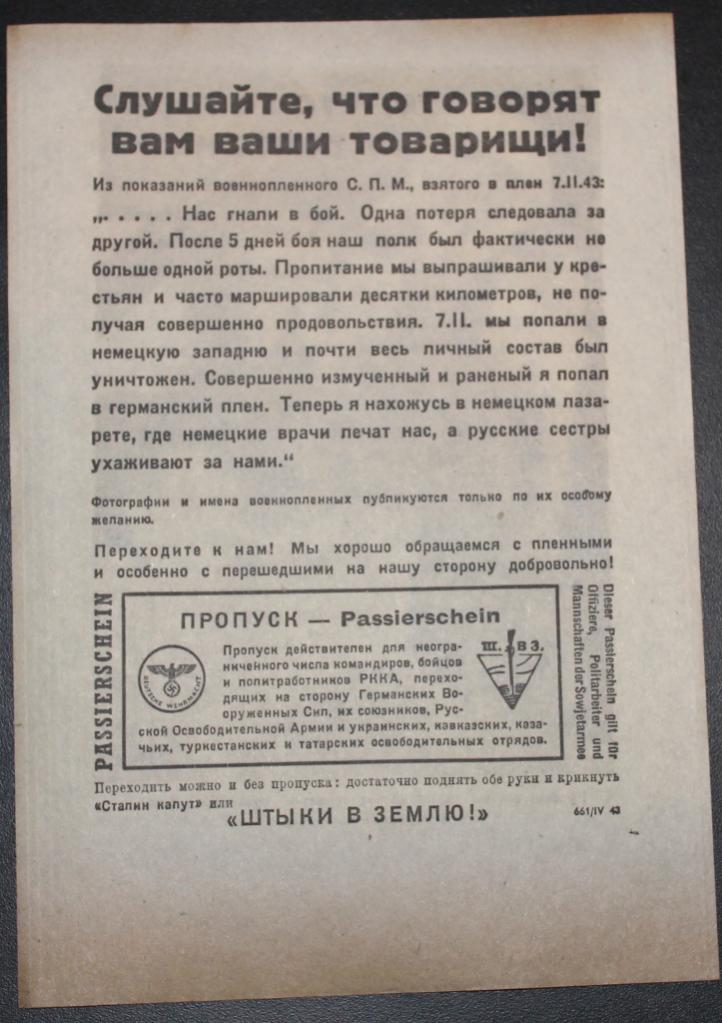 Слушайте, что говорят
вам ваши товарищи!
Из показаний военнопленного С. П. М., взятого в плен 7.II.43:
„. . . . . Нас гнали в бой. Одна потеря следовала за
другой. После 5 дней боя наш полк был фактически не
больше одной роты. Пропитание мы выпрашивали у кре-
стьян и часто маршировали десятки километров, не по-
лучая совершенно продовольствия. 7.II. мы попали в
немецкую западню и почти весь личный состав был
уничтожен. Совершенно измученный и раненый я попал
в германский плен. Теперь я нахожусь в немецком лаза-
рете, где немецкие врачи лечат нас, а русские сестры
ухаживают за нами.“
Фотографии и имена военнопленных публикуются только по их особому
желанию.
Переходите к нам! Мы хорошо обращаемся с пленными
и особенно с перешедшими на нашу сторону добровольно!
PASSIERSCHEIN
ПРОПУСК — Passierschein
DEUTSCHE WEHRMACHT
Ш. В З.
Пропуск действителен для неогра-
ниченного числа командиров, бойцов
и политработников РККА, перехо-
дящих на сторону Германских Во-
оруженных Сил, их союзников, Рус-
ской Освободительной Армии и украинских, кавказских, каза-
чьих, туркестанских и татарских освободительных отрядов.
Dieser Passierschein gilt für
Offiziere, Politarbeiter und
Mannschaften der Sowjetarmee
Переходить можно и без пропуска: достаточно поднять обе руки и крикнуть
«Сталин капут» или
«ШТЫКИ В ЗЕМЛЮ!»
661/IV 43